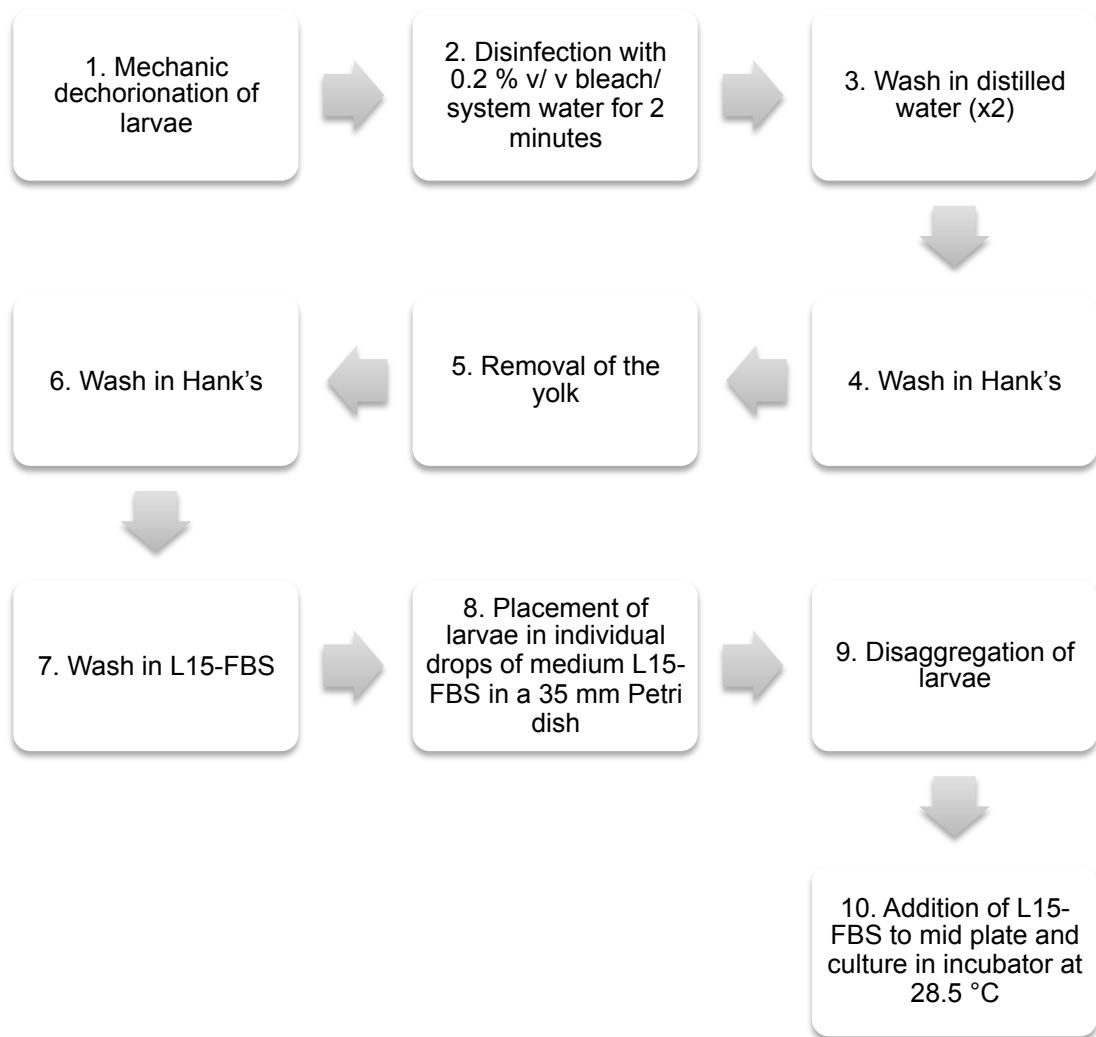 1. Mechanic
dechorionation of
larvae
2. Disinfection with
0.2 % v/ v bleach/
system water for 2
minutes
3. Wash in distilled
water (x2)
4. Wash in Hank's
5. Removal of the
yolk
6. Wash in Hank's
7. Wash in L15-FBS
8. Placement of
larvae in individual
drops of medium L15-
FBS in a 35 mm Petri
dish
9. Disaggregation of
larvae
10. Addition of L15-
FBS to mid plate and
culture in incubator at
28.5 °C